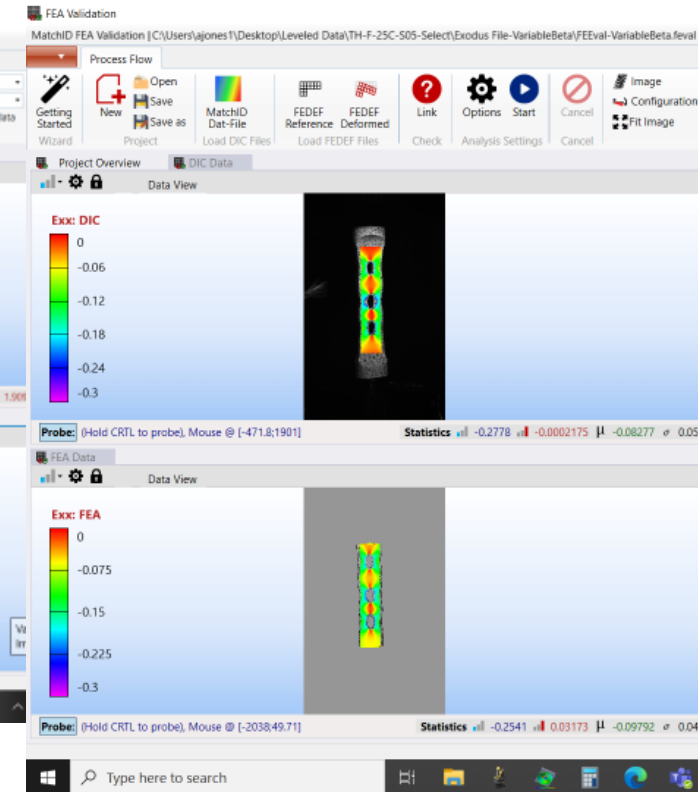 FEA Validation
MatchID FEA Validation | C:\Users\ajones1\Desktop\Leveled Data\TH-F-25C-S05-Select\Exodus File-VariableBeta\FEEval-VariableBeta.feval
Process Flow
Getting Started
New
Open
Save
Save as
MatchID Dat-File
FEDEF Reference
FEDEF Deformed
Link
Options
Start
Cancel
Image
Configuration
Fit Image
Wizard
Project
Load DIC Files
Load FEDEF Files
Check
Analysis Settings
Cancel
Project Overview
DIC Data
Data View
Exx: DIC
0
-0.06
-0.12
-0.18
-0.24
-0.3
Probe: (Hold CRTL to probe), Mouse @ [-471.8;1901]
Statistics -0.2778 -0.0002175 μ -0.08277 σ 0.05
FEA Data
Data View
Exx: FEA
0
-0.075
-0.15
-0.225
-0.3
Probe: (Hold CRTL to probe), Mouse @ [-2038;49.71]
Statistics -0.2541 0.03173 μ -0.09792 σ 0.04
Type here to search